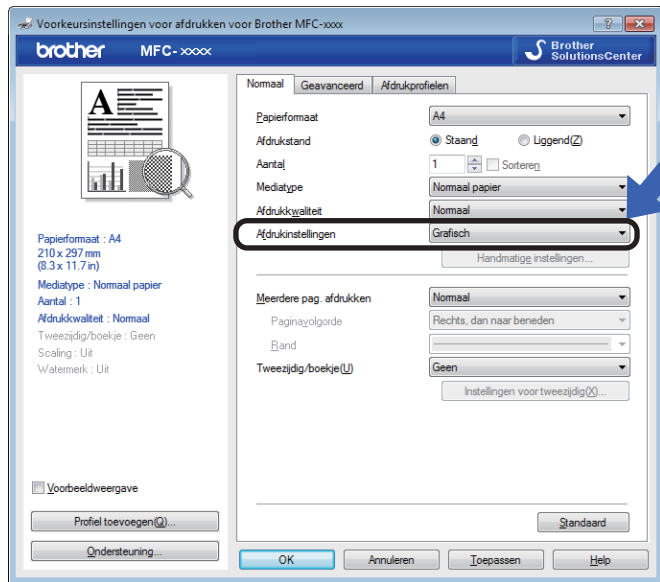 Voorkeursinstellingen voor afdrukken voor Brother MFC-xxxx
brother MFC-xxxx
Brother
SolutionsCenter
A
Papierformaat : A4
210 x 297 mm
(8.3 x 11.7 in)
Mediatype : Normaal papier
Aantal : 1
Afdrukkwaliteit : Normaal
Tweezijdig/boekje : Geen
Scaling : Uit
Watermerk : Uit
Voorbeeldweergave
Profiel toevoegen(Q)...
Ondersteuning...
Normaal Geavanceerd Afdrukprofielen
Papierformaat A4
Afdrukstand Staand Liggend(Z)
Aantal 1 Sorteren
Mediatype Normaal papier
Afdrukkwaliteit Normaal
Afdrukinstellingen Grafisch
Handmatige instellingen...
Meerdere pag. afdrukken Normaal
Paginavolgorde Rechts, dan naar beneden
Rand
Tweezijdig/boekje(U) Geen
Instellingen voor tweezijdig(X)...
Standaard
OK Annuleren Toepassen Help